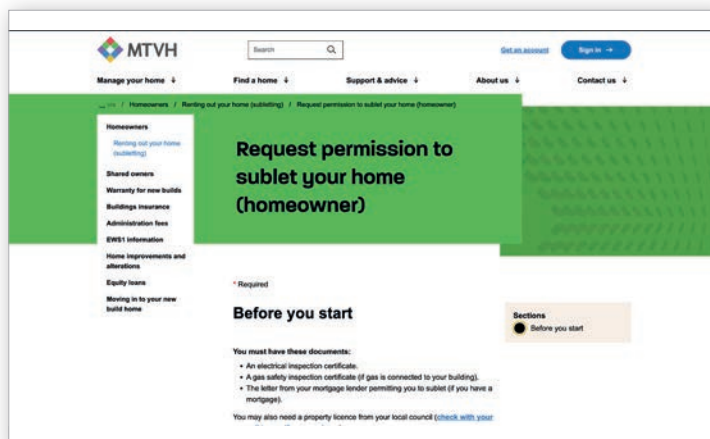 MTVH
Search
Get an account
Sign in →
Manage your home ↓
Find a home ↓
Support & advice ↓
About us ↓
Contact us ↓
... / Homeowners / Renting out your home (subletting) / Request permission to sublet your home (homeowner)
Homeowners
Renting out your home
(subletting)
Shared owners
Warranty for new builds
Buildings insurance
Administration fees
EWS1 information
Home improvements and
alterations
Equity loans
Moving in to your new
build home
Request permission to
sublet your home
(homeowner)
* Required
Before you start
Sections
Before you start
You must have these documents:
• An electrical inspection certificate.
• A gas safety inspection certificate (if gas is connected to your building).
• The letter from your mortgage lender permitting you to sublet (if you have a
mortgage).
You may also need a property licence from your local council (check with your